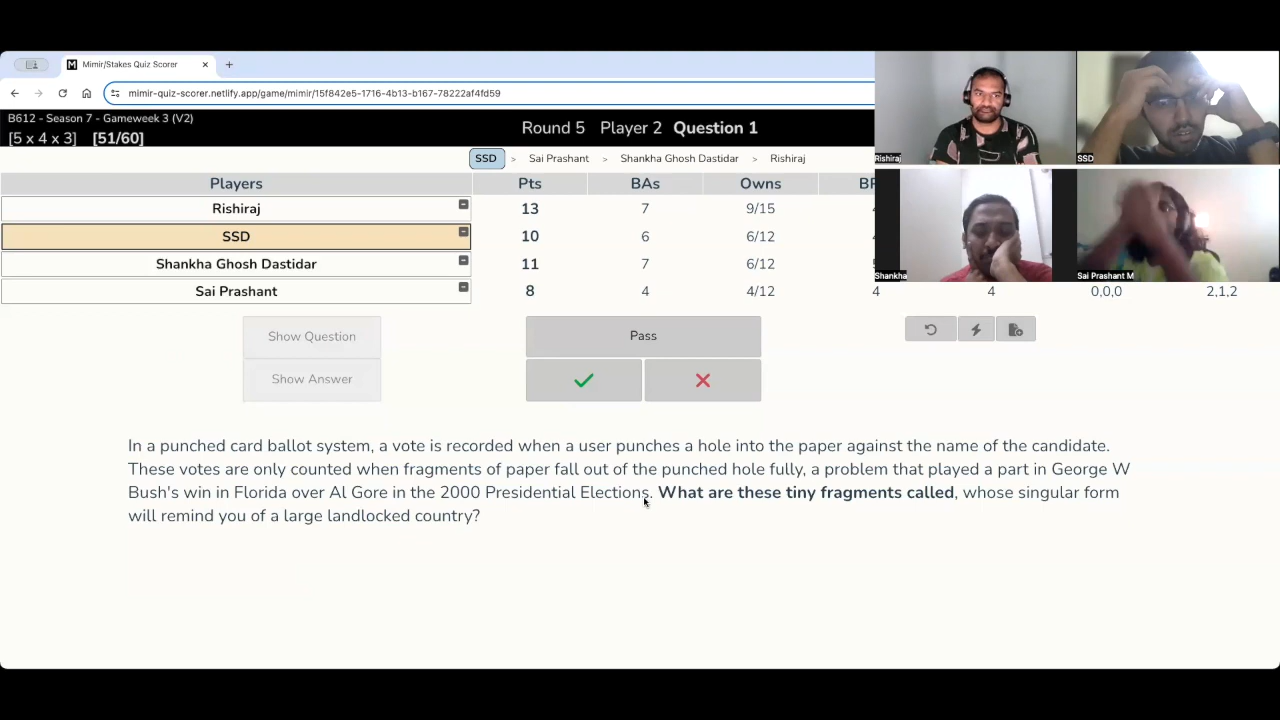 Mimir/Stakes Quiz Scorer
mimir-quiz-scorer.netlify.app/game/mimir/15f842e5-1716-4b13-b167-78222af4fd59
B612 - Season 7 - Gameweek 3 (V2)
[5 x 4 x 3] [51/60]
Round 5 Player 2 Question 1
SSD > Sai Prashant > Shankha Ghosh Dastidar > Rishiraj
Players Pts BAs Owns
Rishiraj 13 7 9/15
SSD 10 6 6/12
Shankha Ghosh Dastidar 11 7 6/12
Sai Prashant 8 4 4/12 4 4 0,0,0 2,1,2
Rishiraj
SSD
Shankha
Sai Prashant M
Show Question
Pass
Show Answer
In a punched card ballot system, a vote is recorded when a user punches a hole into the paper against the name of the candidate.
These votes are only counted when fragments of paper fall out of the punched hole fully, a problem that played a part in George W
Bush's win in Florida over Al Gore in the 2000 Presidential Elections. What are these tiny fragments called, whose singular form
will remind you of a large landlocked country?